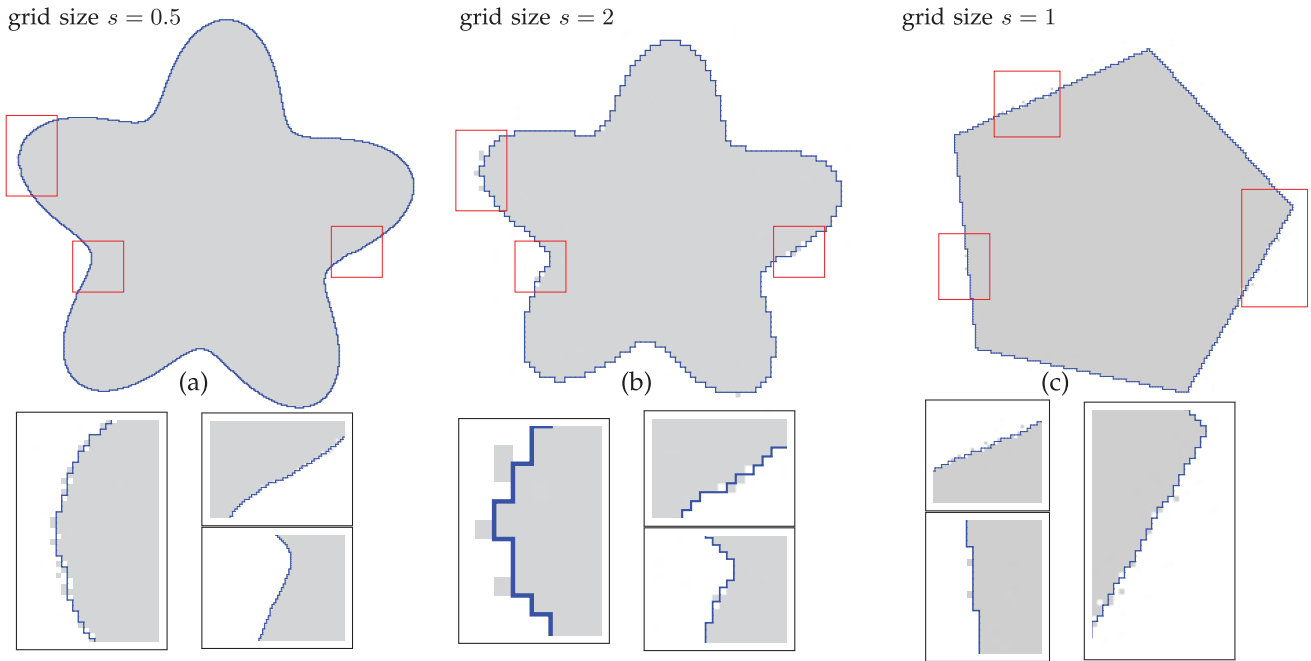 grid size s = 0.5
grid size s = 2
grid size s = 1
(a)
(b)
(c)